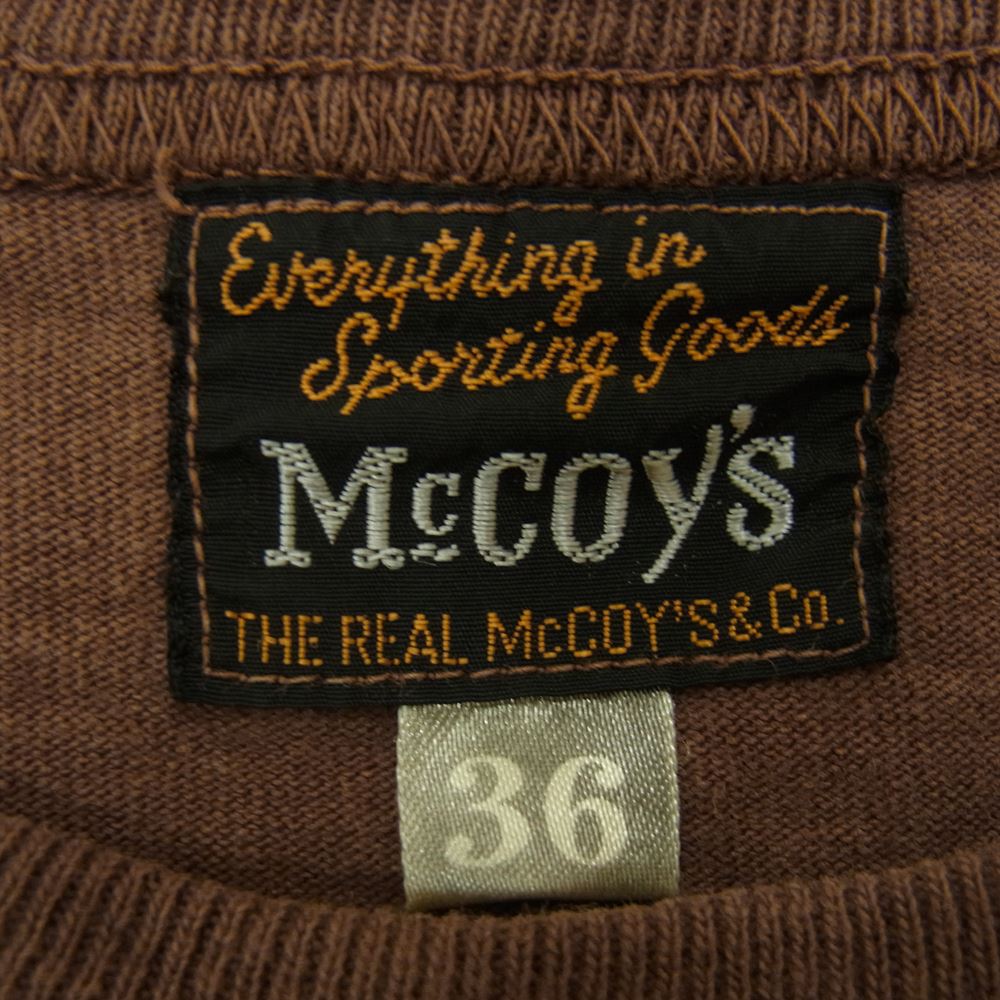 Everything in
Sporting Goods
McCOY'S
THE REAL McCOY'S & Co.
36